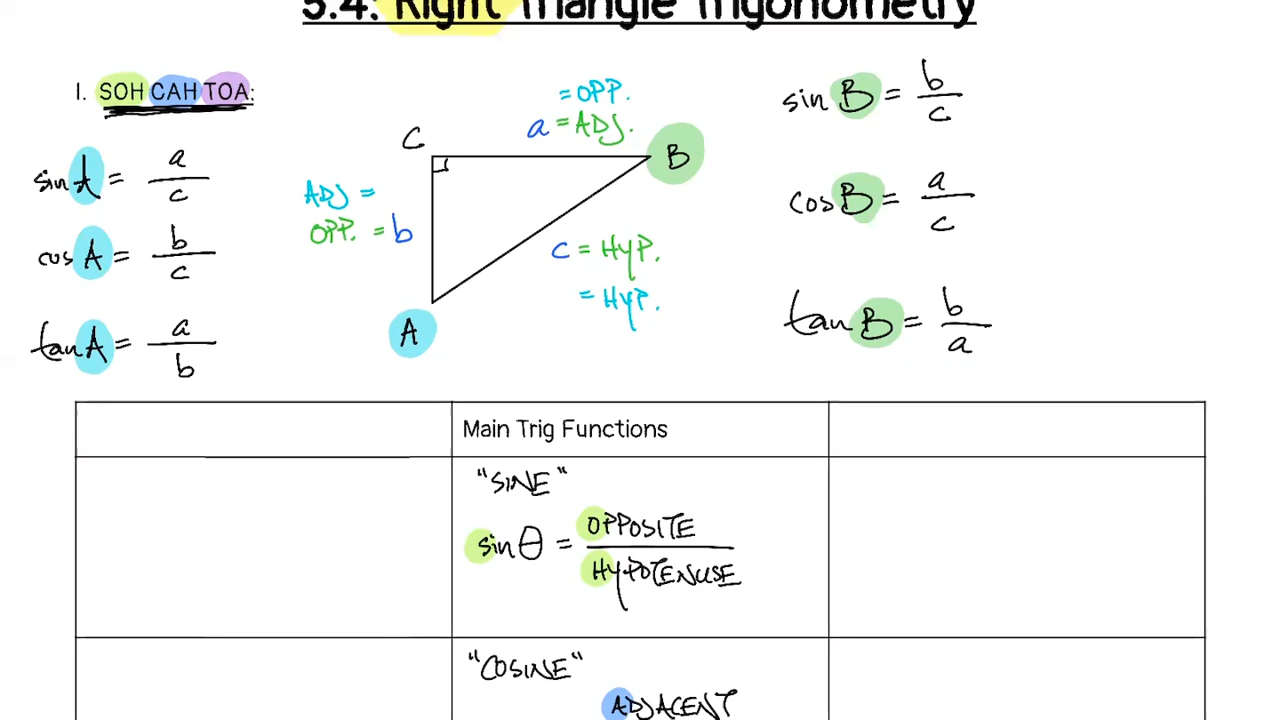 5.4: Right Triangle Trigonometry
1. SOH CAH TOA:
sin A = a/c
cos A = b/c
tan A = a/b
= OPP.
a = ADJ.
C
B
ADJ =
OPP. = b
c = HYP.
= HYP.
A
sin B = b/c
cos B = a/c
tan B = b/a
Main Trig Functions
"SINE"
sin θ = OPPOSITE
HYPOTENUSE
"COSINE"
ADJACENT